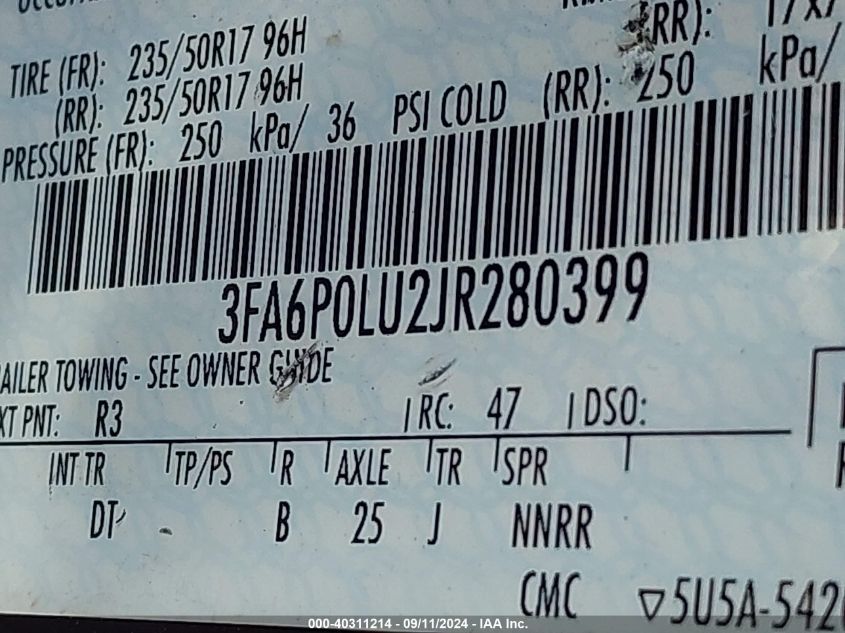 TIRE (FR): 235/50R17 96H (RR):
(RR): 235/50R17 96H
PRESSURE (FR): 250 kPa/ 36 PSI COLD (RR): 250 kPa/
3FA6P0LU2JR280399
AILER TOWING - SEE OWNER GUIDE
XT PNT: R3 RC: 47 DSO:
INT TR TP/PS R AXLE TR SPR
DT - B 25 J NNRR
CMC ▽5U5A-542
000-40311214 - 09/11/2024 - IAA Inc.